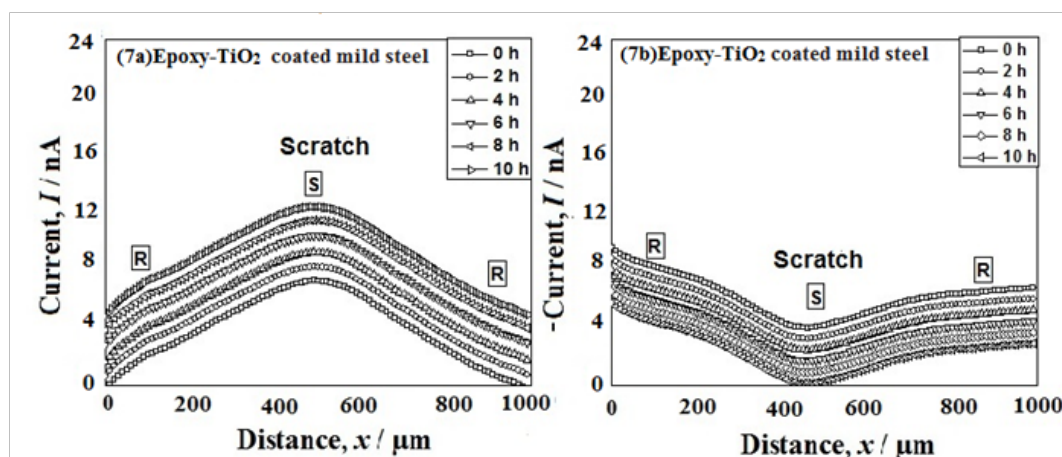 (7a)Epoxy-TiO2 coated mild steel
0 h
2 h
4 h
6 h
8 h
10 h
Scratch
S
R
R
24
20
16
12
8
4
0
Current, I / nA
0 200 400 600 800 1000
Distance, x / μm
(7b)Epoxy-TiO2 coated mild steel
0 h
2 h
4 h
6 h
8 h
10 h
Scratch
R
R
S
24
20
16
12
8
4
0
-Current, I / nA
0 200 400 600 800 1000
Distance, x / μm